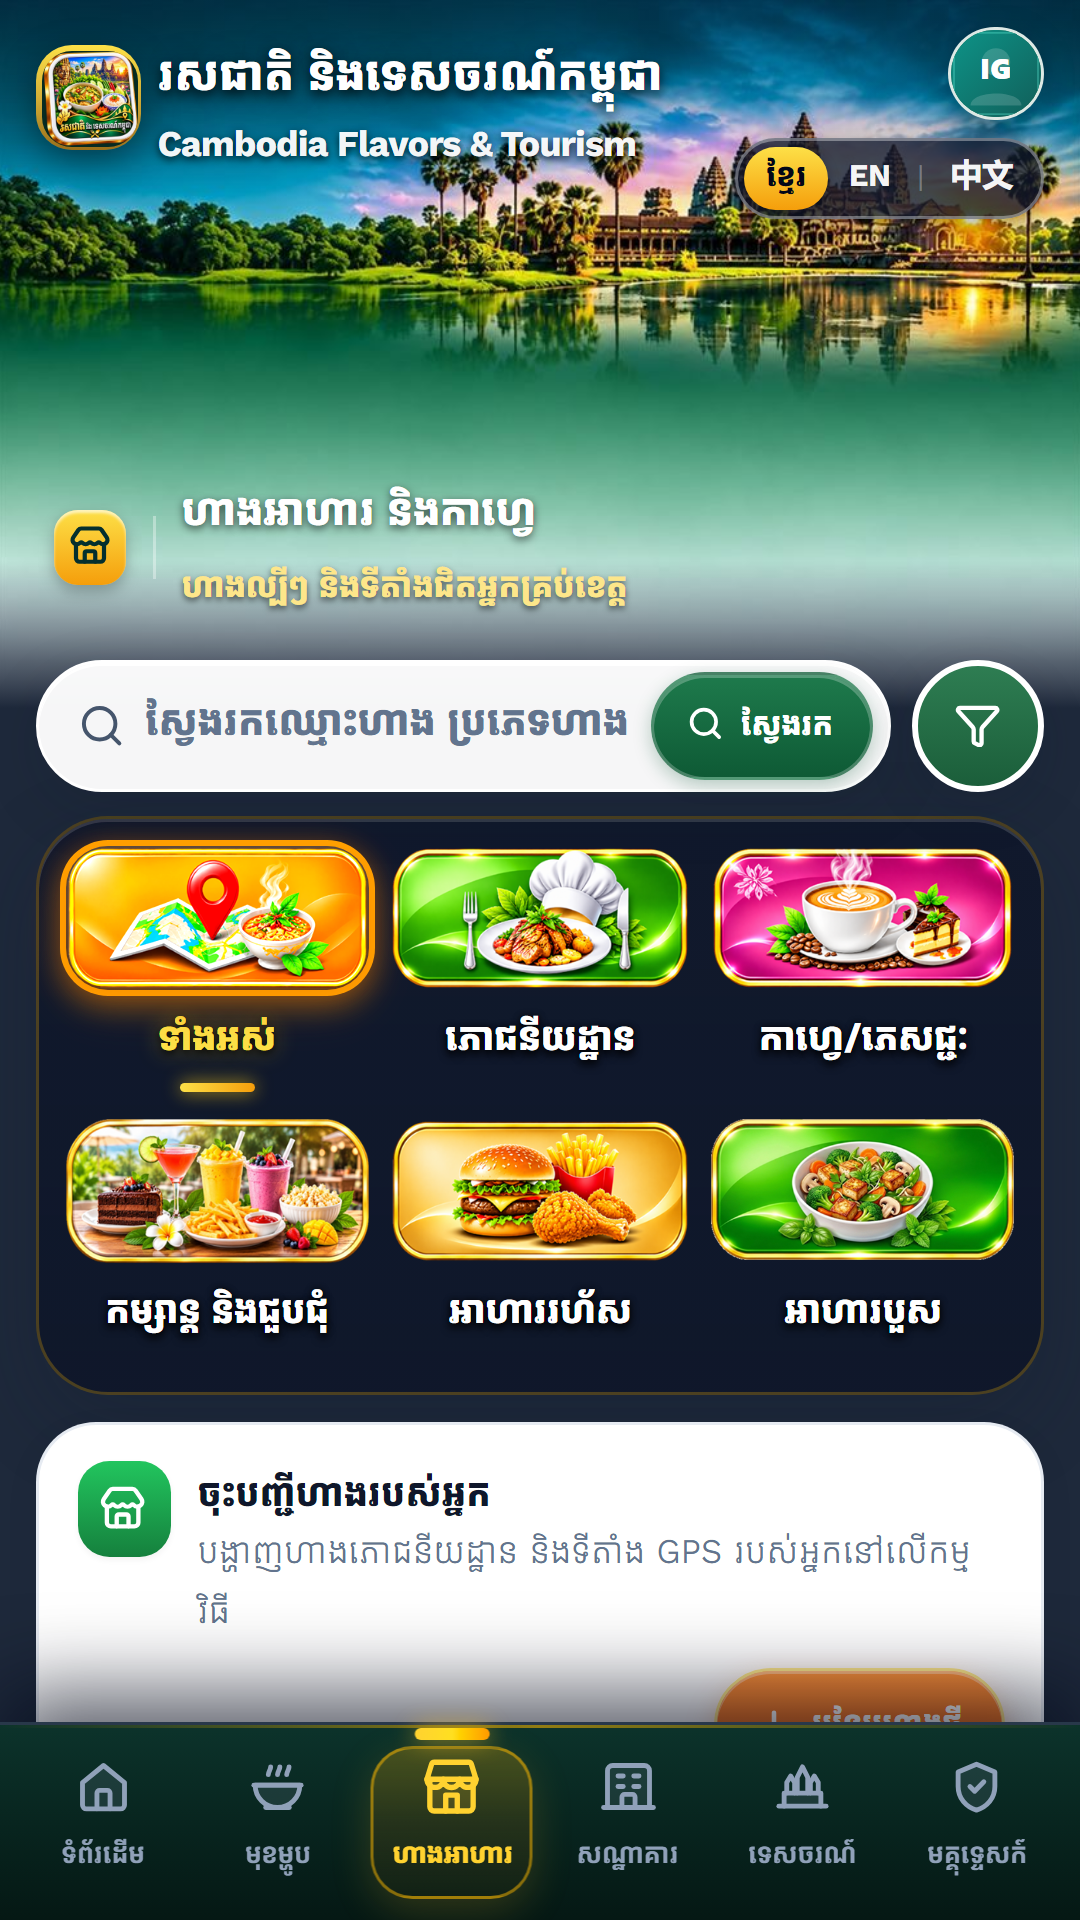 រសជាតិ និងទេសចរណ៍កម្ពុជា
Cambodia Flavors & Tourism
IG
ខ្មែរ EN 中文
ហាងអាហារ និងកាហ្វេ
ហាងល្បីៗ និងទីតាំងជិតអ្នកគ្រប់ខេត្ត
ស្វែងរកឈ្មោះហាង ប្រភេទហាង
ស្វែងរក
ទាំងអស់
ភោជនីយដ្ឋាន
កាហ្វេ/ភេសជ្ជៈ
កម្សាន្ត និងជួបជុំ
អាហាររហ័ស
អាហារបួស
ចុះបញ្ជីហាងរបស់អ្នក
បង្ហាញហាងភោជនីយដ្ឋាន និងទីតាំង GPS របស់អ្នកនៅលើកម្ម
វិធី
ទំព័រដើម
មុខម្ហូប
ហាងអាហារ
សណ្ឋាគារ
ទេសចរណ៍
មគ្គុទ្ទេសក៍